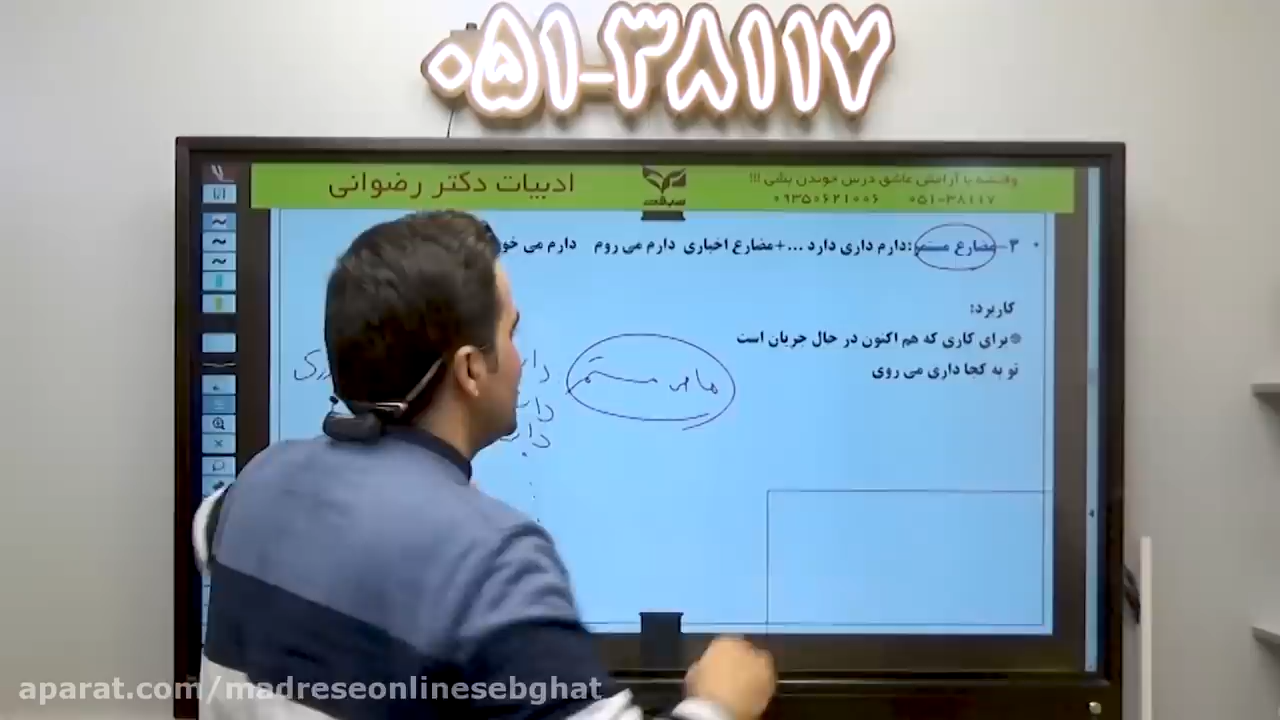 ۰۵۱-۳۸۱۱۷
ادبیات دکتر رضوانی
سبقت
وقتشه با آرامش عاشق درس خوندن بشی !!!
۰۵۱-۳۸۱۱۷ ۰۹۳۵۰۶۲۱۰۰۶
۳-مضارع مستمر:دارم داری دارد ...+مضارع اخباری دارم می روم دارم می خو
کاربرد:
※برای کاری که هم اکنون در حال جریان است
تو به کجا داری می روی
مستمر
aparat.com/madreseonlinesebghat